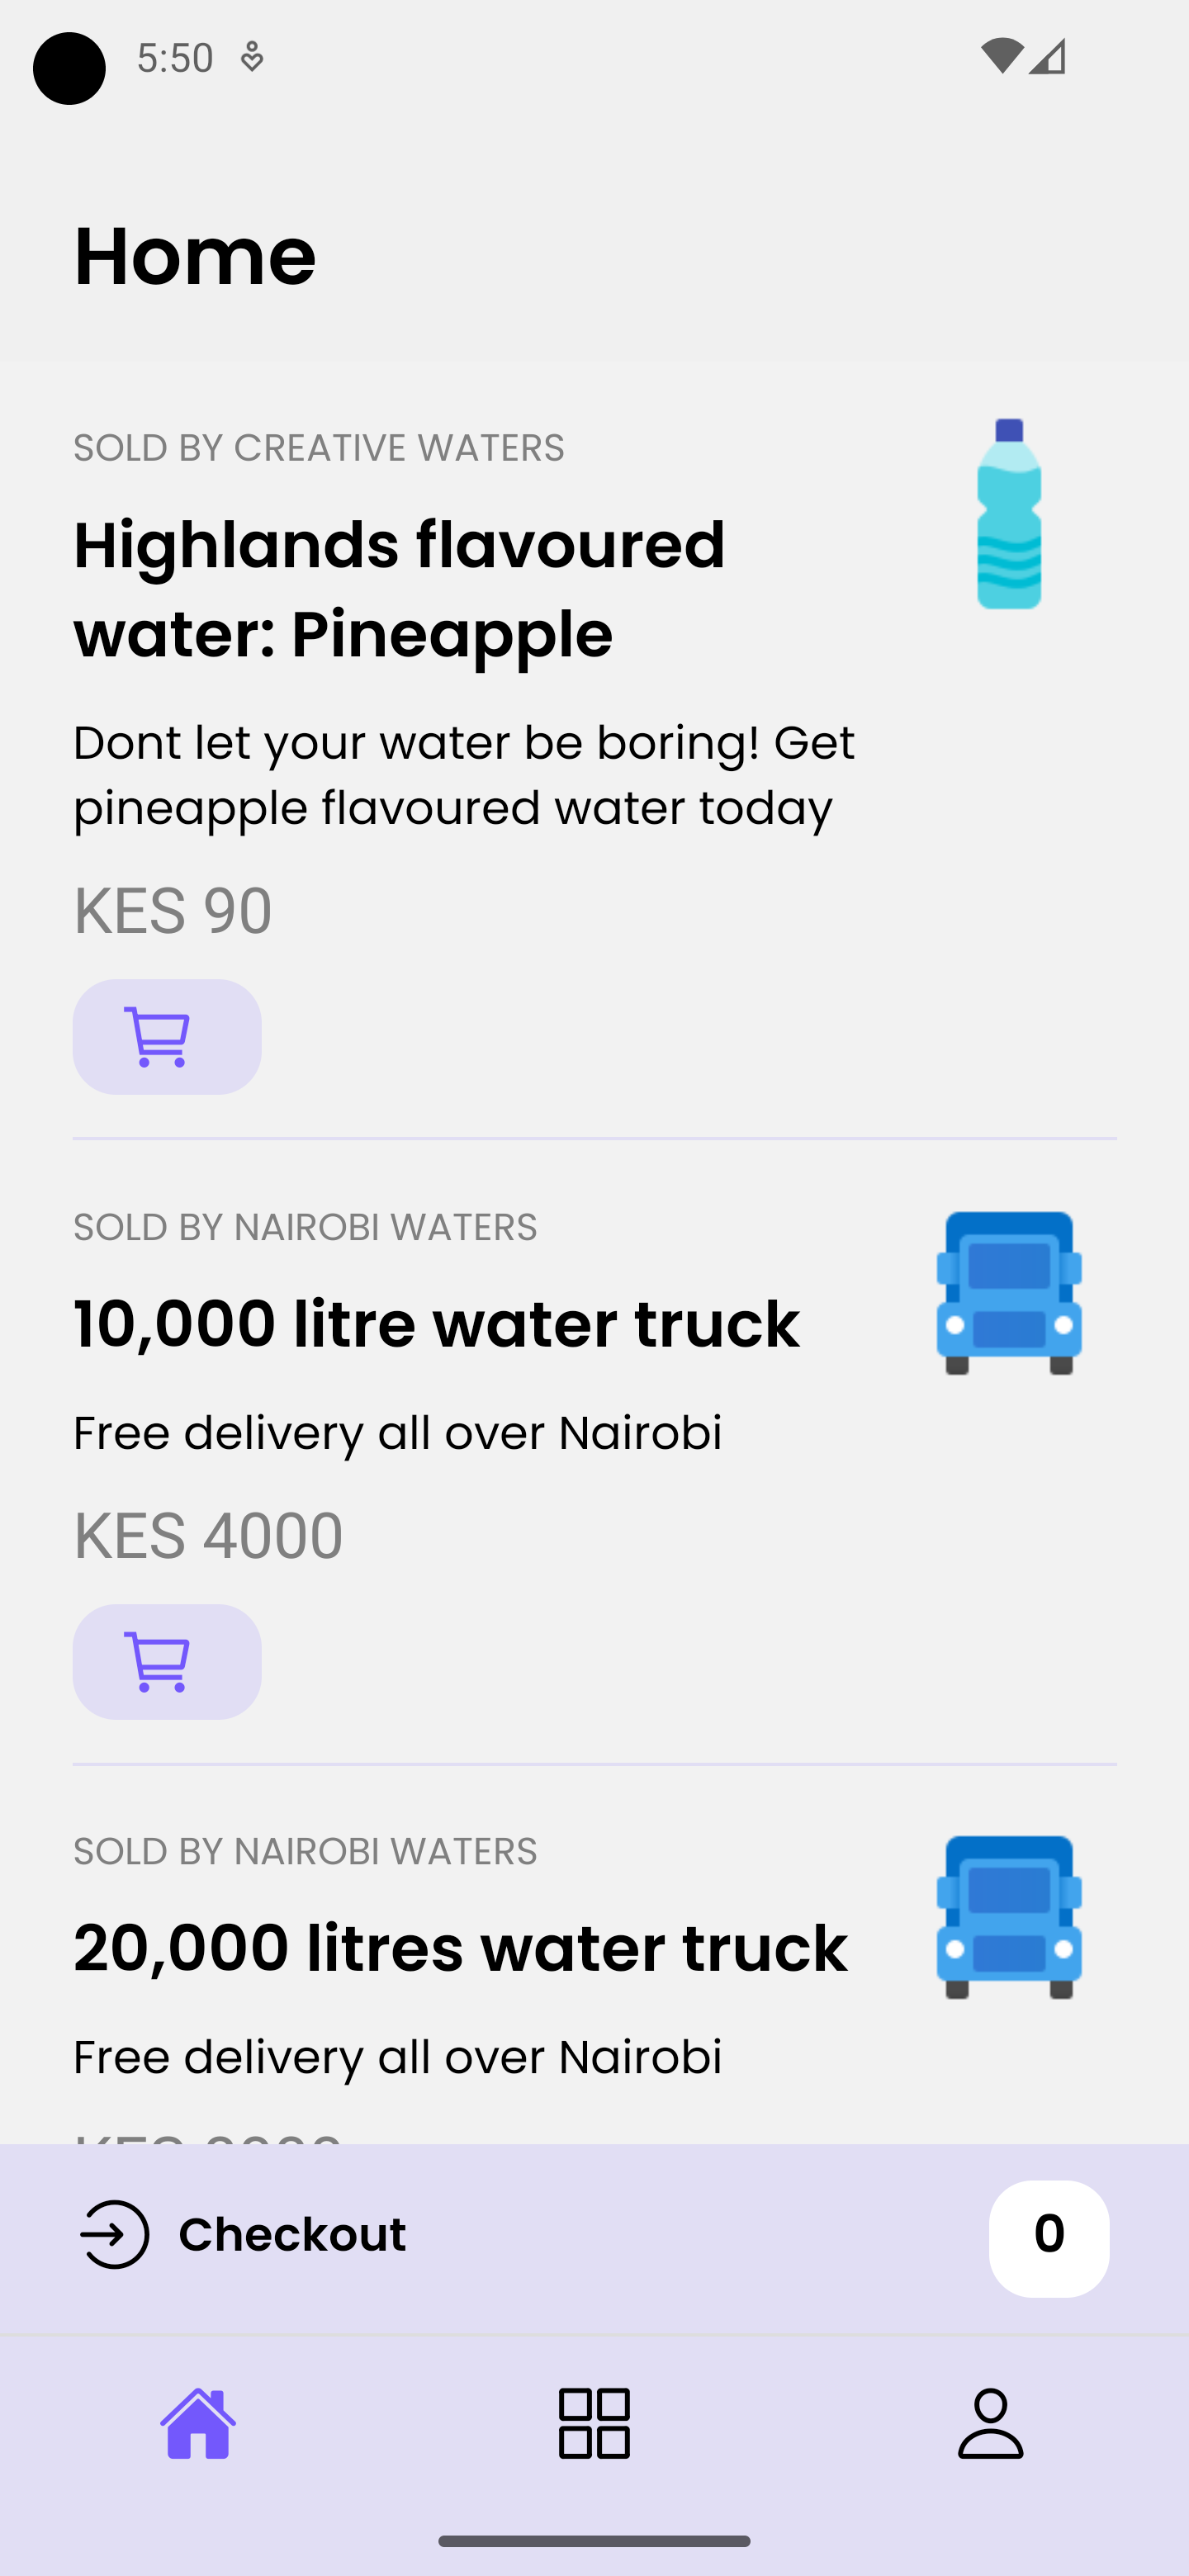 5:50
Home
SOLD BY CREATIVE WATERS
Highlands flavoured
water: Pineapple
Dont let your water be boring! Get
pineapple flavoured water today
KES 90
SOLD BY NAIROBI WATERS
10,000 litre water truck
Free delivery all over Nairobi
KES 4000
SOLD BY NAIROBI WATERS
20,000 litres water truck
Free delivery all over Nairobi
KES
Checkout
0